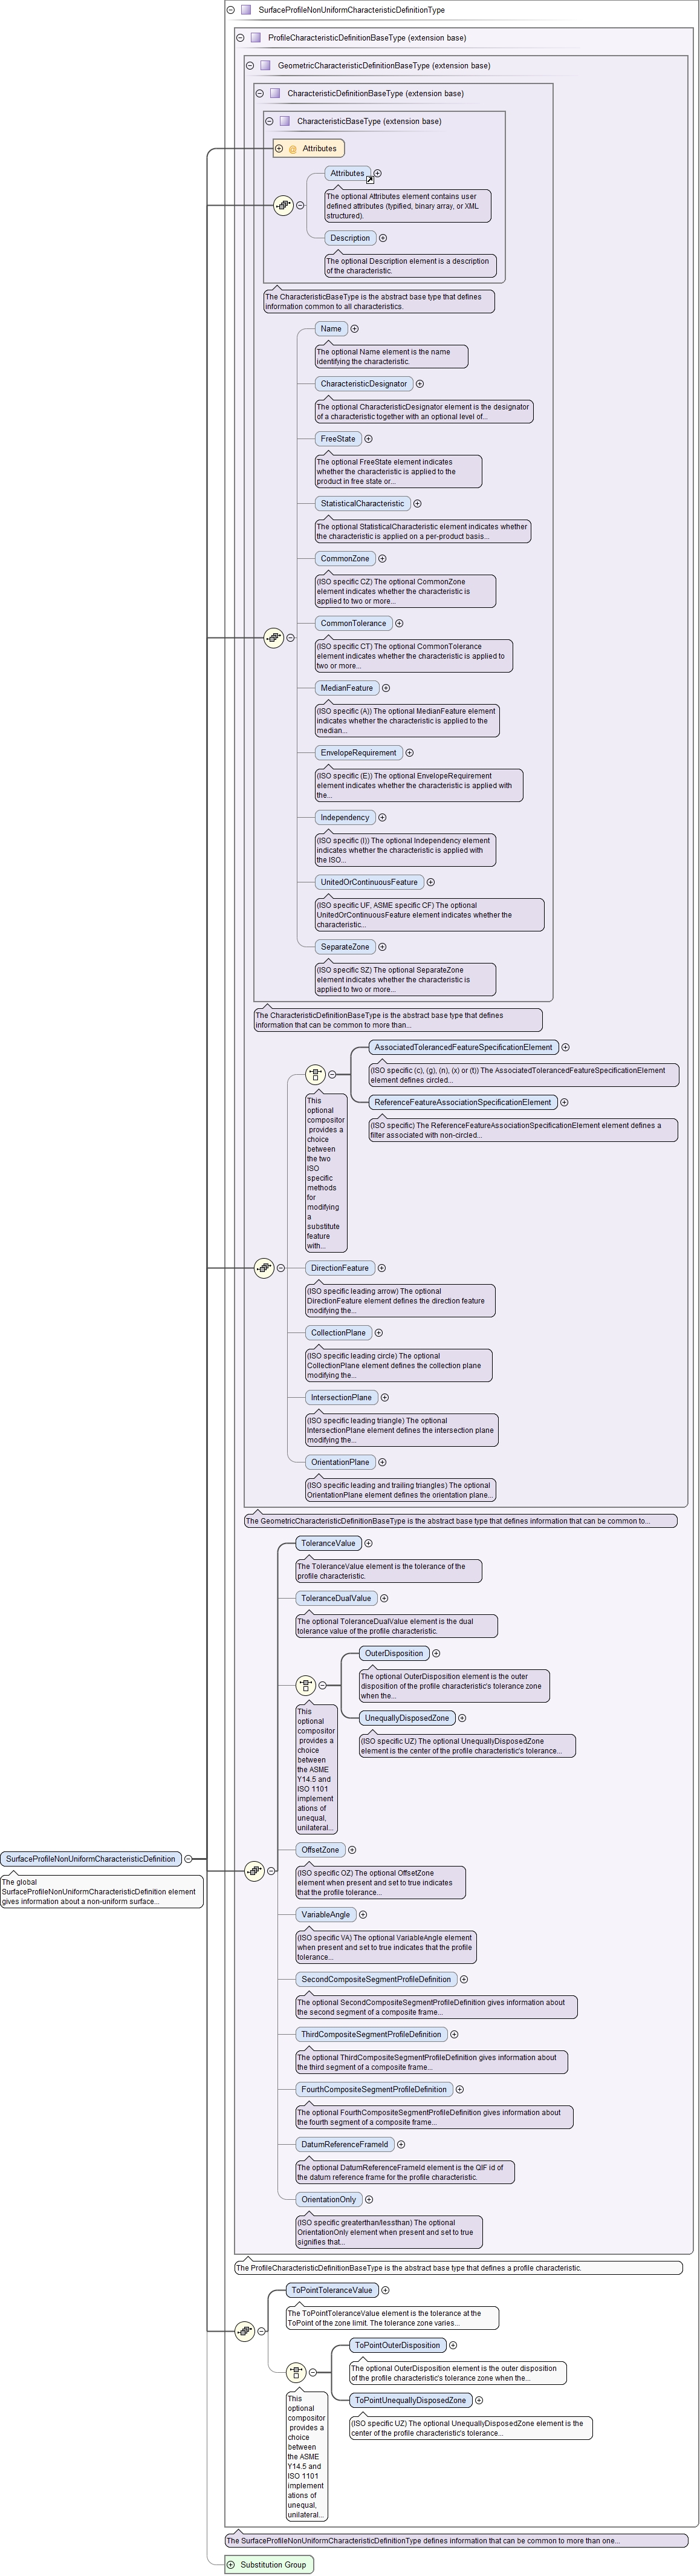 SurfaceProfileNonUniformCharacteristicDefinitionType
ProfileCharacteristicDefinitionBaseType (extension base)
GeometricCharacteristicDefinitionBaseType (extension base)
CharacteristicDefinitionBaseType (extension base)
CharacteristicBaseType (extension base)
@ Attributes
Attributes
The optional Attributes element contains user
defined attributes (typified, binary array, or XML
structured).
Description
The optional Description element is a description
of the characteristic.
The CharacteristicBaseType is the abstract base type that defines
information common to all characteristics.
Name
The optional Name element is the name
identifying the characteristic.
CharacteristicDesignator
The optional CharacteristicDesignator element is the designator
of a characteristic together with an optional level of...
FreeState
The optional FreeState element indicates
whether the characteristic is applied to the
product in free state or...
StatisticalCharacteristic
The optional StatisticalCharacteristic element indicates whether
the characteristic is applied on a per-product basis...
CommonZone
(ISO specific CZ) The optional CommonZone
element indicates whether the characteristic is
applied to two or more...
CommonTolerance
(ISO specific CT) The optional CommonTolerance
element indicates whether the characteristic is applied to
two or more...
MedianFeature
(ISO specific (A)) The optional MedianFeature element
indicates whether the characteristic is applied to the
median...
EnvelopeRequirement
(ISO specific (E)) The optional EnvelopeRequirement
element indicates whether the characteristic is applied with
the...
Independency
(ISO specific (I)) The optional Independency element
indicates whether the characteristic is applied with
the ISO...
UnitedOrContinuousFeature
(ISO specific UF, ASME specific CF) The optional
UnitedOrContinuousFeature element indicates whether the
characteristic...
SeparateZone
(ISO specific SZ) The optional SeparateZone
element indicates whether the characteristic is
applied to two or more...
The CharacteristicDefinitionBaseType is the abstract base type that defines
information that can be common to more than...
AssociatedTolerancedFeatureSpecificationElement
(ISO specific (c), (g), (n), (x) or (t)) The AssociatedTolerancedFeatureSpecificationElement
element defines circled...
ReferenceFeatureAssociationSpecificationElement
(ISO specific) The ReferenceFeatureAssociationSpecificationElement element defines a
filter associated with non-circled...
This
optional
compositor
provides a
choice
between
the two
ISO
specific
methods
for
modifying
a
substitute
feature
with...
DirectionFeature
(ISO specific leading arrow) The optional
DirectionFeature element defines the direction feature
modifying the...
CollectionPlane
(ISO specific leading circle) The optional
CollectionPlane element defines the collection plane
modifying the...
IntersectionPlane
(ISO specific leading triangle) The optional
IntersectionPlane element defines the intersection plane
modifying the...
OrientationPlane
(ISO specific leading and trailing triangles) The optional
OrientationPlane element defines the orientation plane...
The GeometricCharacteristicDefinitionBaseType is the abstract base type that defines information that can be common to...
ToleranceValue
The ToleranceValue element is the tolerance of the
profile characteristic.
ToleranceDualValue
The optional ToleranceDualValue element is the dual
tolerance value of the profile characteristic.
OuterDisposition
The optional OuterDisposition element is the outer
disposition of the profile characteristic's tolerance zone
when the...
UnequallyDisposedZone
(ISO specific UZ) The optional UnequallyDisposedZone
element is the center of the profile characteristic's tolerance...
This
optional
compositor
provides a
choice
between
the ASME
Y14.5 and
ISO 1101
implement
ations of
unequal,
unilateral...
SurfaceProfileNonUniformCharacteristicDefinition
The global
SurfaceProfileNonUniformCharacteristicDefinition element
gives information about a non-uniform surface...
OffsetZone
(ISO specific OZ) The optional OffsetZone
element when present and set to true indicates
that the profile tolerance...
VariableAngle
(ISO specific VA) The optional VariableAngle element
when present and set to true indicates that the profile
tolerance...
SecondCompositeSegmentProfileDefinition
The optional SecondCompositeSegmentProfileDefinition gives information about
the second segment of a composite frame...
ThirdCompositeSegmentProfileDefinition
The optional ThirdCompositeSegmentProfileDefinition gives information about
the third segment of a composite frame...
FourthCompositeSegmentProfileDefinition
The optional FourthCompositeSegmentProfileDefinition gives information about
the fourth segment of a composite frame...
DatumReferenceFrameId
The optional DatumReferenceFrameId element is the QIF id of
the datum reference frame for the profile characteristic.
OrientationOnly
(ISO specific greaterthan/lessthan) The optional
OrientationOnly element when present and set to true
signifies that...
The ProfileCharacteristicDefinitionBaseType is the abstract base type that defines a profile characteristic.
ToPointToleranceValue
The ToPointToleranceValue element is the tolerance at the
ToPoint of the zone limit. The tolerance zone varies...
ToPointOuterDisposition
The optional OuterDisposition element is the outer disposition
of the profile characteristic's tolerance zone when the...
ToPointUnequallyDisposedZone
(ISO specific UZ) The optional UnequallyDisposedZone element is the
center of the profile characteristic's tolerance...
This
optional
compositor
provides a
choice
between
the ASME
Y14.5 and
ISO 1101
implement
ations of
unequal,
unilateral...
The SurfaceProfileNonUniformCharacteristicDefinitionType defines information that can be common to more than one...
Substitution Group